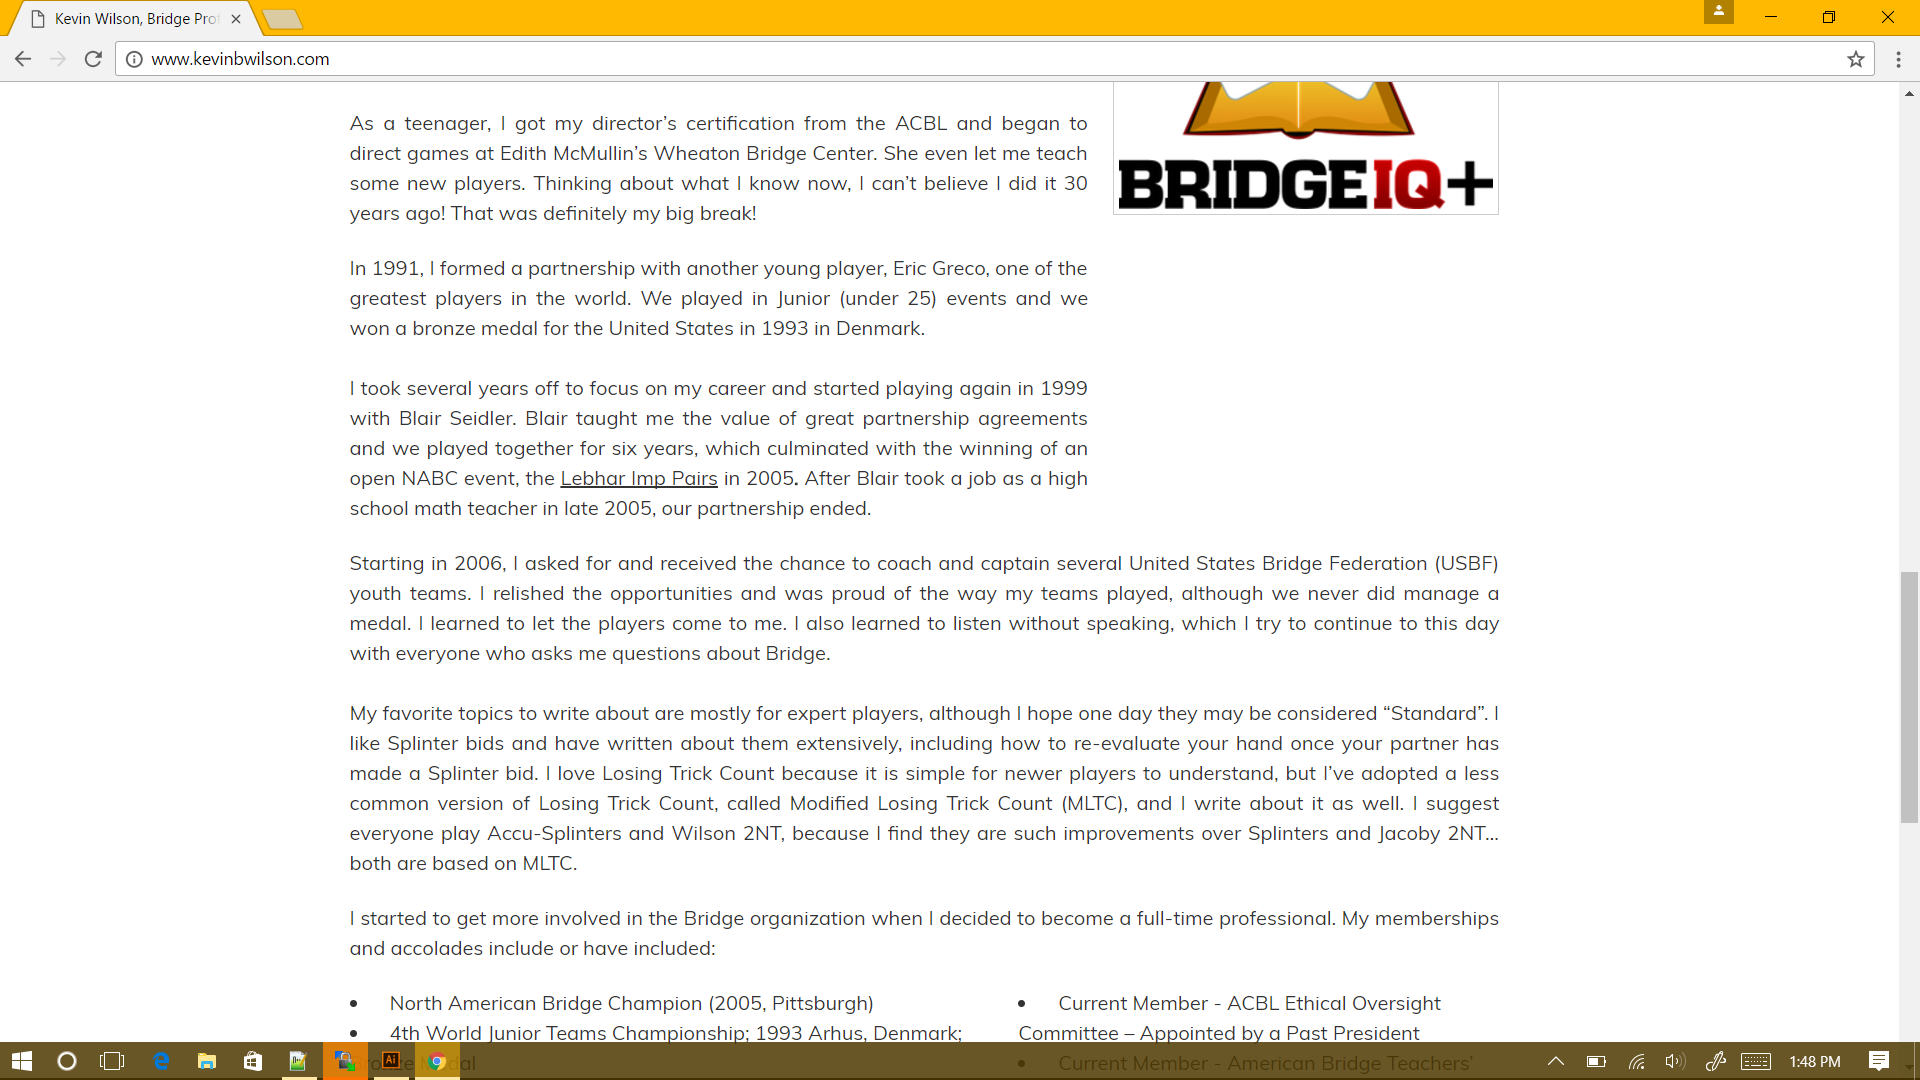 Kevin Wilson, Bridge Pro
www.kevinbwilson.com
BRIDGEIQ+
As a teenager, I got my director’s certification from the ACBL and began to
direct games at Edith McMullin’s Wheaton Bridge Center. She even let me teach
some new players. Thinking about what I know now, I can’t believe I did it 30
years ago! That was definitely my big break!
In 1991, I formed a partnership with another young player, Eric Greco, one of the
greatest players in the world. We played in Junior (under 25) events and we
won a bronze medal for the United States in 1993 in Denmark.
I took several years off to focus on my career and started playing again in 1999
with Blair Seidler. Blair taught me the value of great partnership agreements
and we played together for six years, which culminated with the winning of an
open NABC event, the Lebhar Imp Pairs in 2005. After Blair took a job as a high
school math teacher in late 2005, our partnership ended.
Starting in 2006, I asked for and received the chance to coach and captain several United States Bridge Federation (USBF)
youth teams. I relished the opportunities and was proud of the way my teams played, although we never did manage a
medal. I learned to let the players come to me. I also learned to listen without speaking, which I try to continue to this day
with everyone who asks me questions about Bridge.
My favorite topics to write about are mostly for expert players, although I hope one day they may be considered “Standard”. I
like Splinter bids and have written about them extensively, including how to re-evaluate your hand once your partner has
made a Splinter bid. I love Losing Trick Count because it is simple for newer players to understand, but I’ve adopted a less
common version of Losing Trick Count, called Modified Losing Trick Count (MLTC), and I write about it as well. I suggest
everyone play Accu-Splinters and Wilson 2NT, because I find they are such improvements over Splinters and Jacoby 2NT...
both are based on MLTC.
I started to get more involved in the Bridge organization when I decided to become a full-time professional. My memberships
and accolades include or have included:
• North American Bridge Champion (2005, Pittsburgh)
• 4th World Junior Teams Championship; 1993 Arhus, Denmark;
• Current Member - ACBL Ethical Oversight
Committee – Appointed by a Past President
• Current Member - American Bridge Teachers’
Ai
1:48 PM